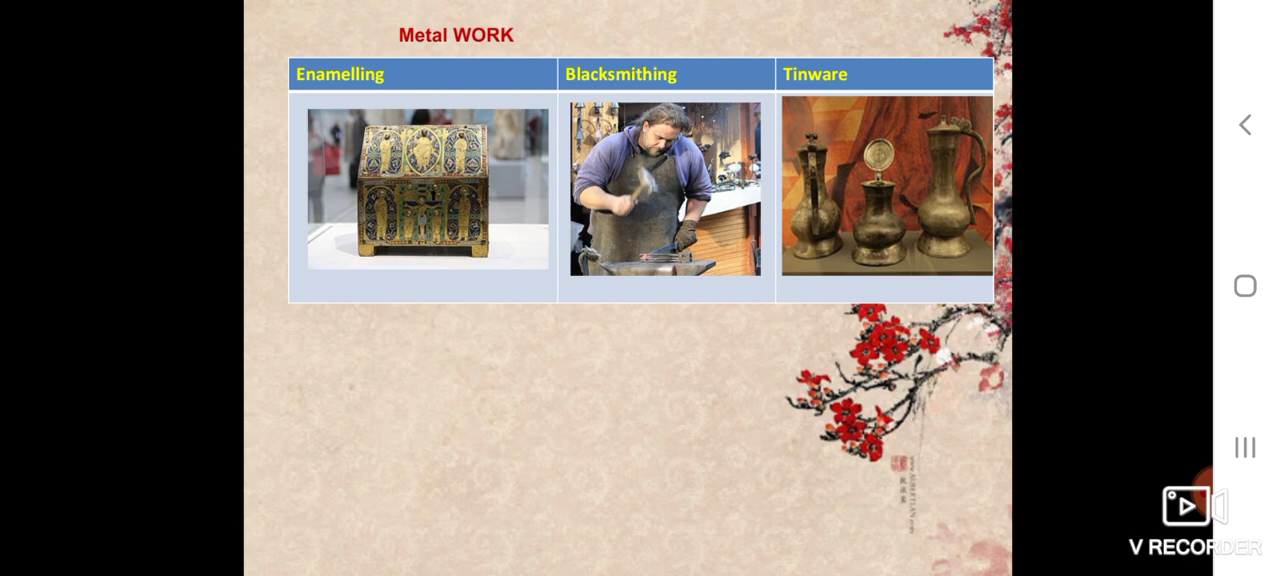 Metal WORK
Enamelling
Blacksmithing
Tinware
V RECORDER